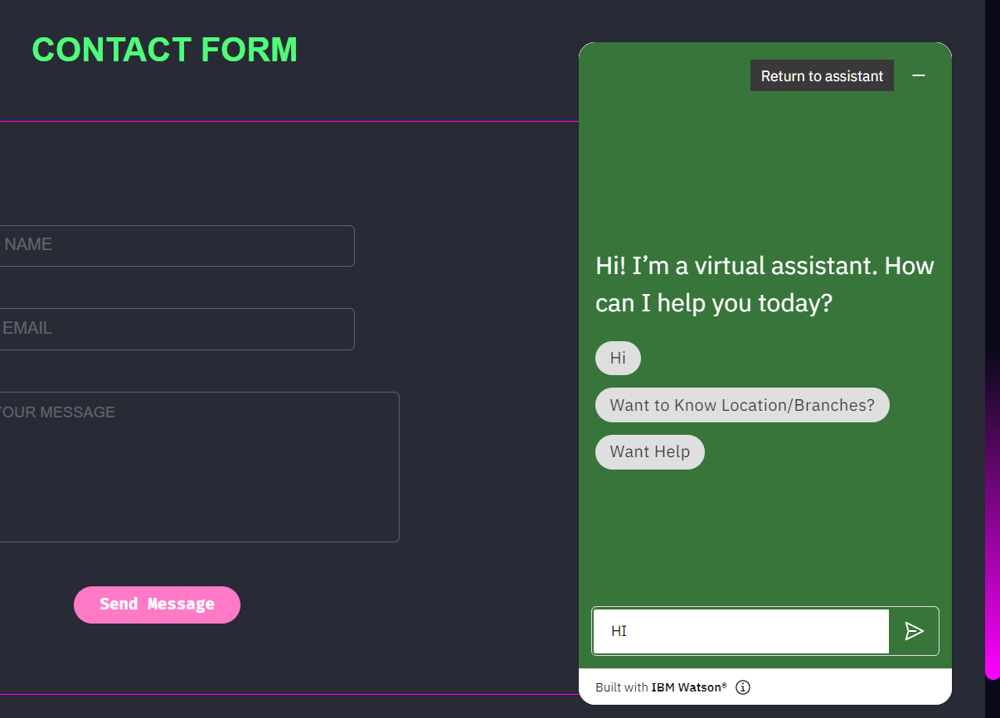 CONTACT FORM
NAME
EMAIL
YOUR MESSAGE
Send Message
Return to assistant
Hi! I’m a virtual assistant. How
can I help you today?
Hi
Want to Know Location/Branches?
Want Help
HI
Built with IBM Watson®